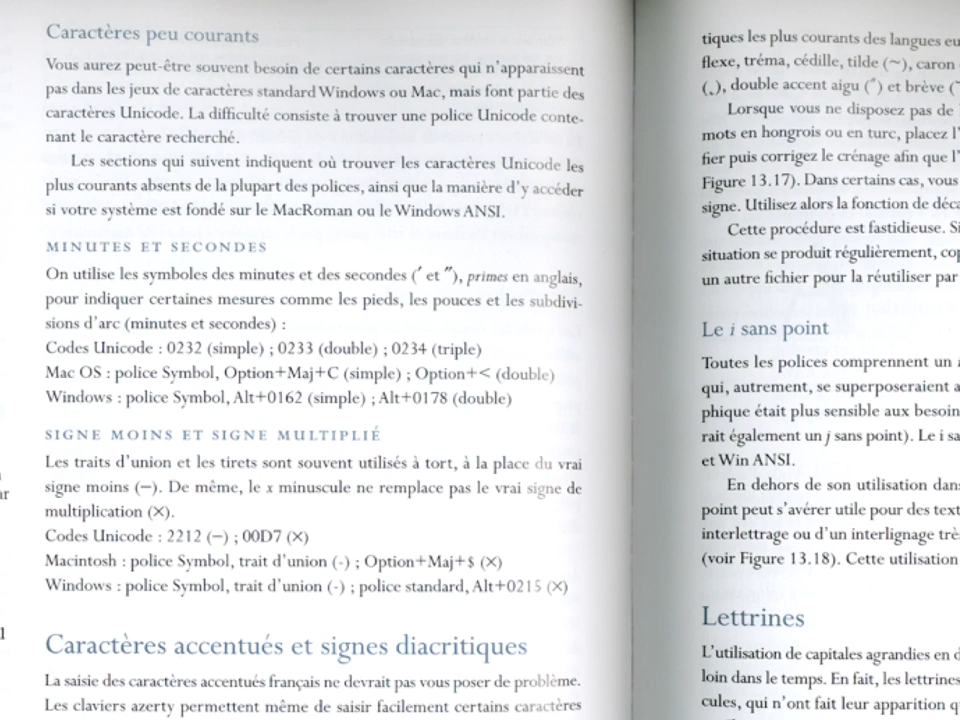 Caractères peu courants
Vous aurez peut-être souvent besoin de certains caractères qui n'apparaissent
pas dans les jeux de caractères standard Windows ou Mac, mais font partie des
caractères Unicode. La difficulté consiste à trouver une police Unicode conte-
nant le caractère recherché.
Les sections qui suivent indiquent où trouver les caractères Unicode les
plus courants absents de la plupart des polices, ainsi que la manière d'y accéder
si votre système est fondé sur le MacRoman ou le Windows ANSI.
MINUTES ET SECONDES
On utilise les symboles des minutes et des secondes (′ et ″), primes en anglais,
pour indiquer certaines mesures comme les pieds, les pouces et les subdivi-
sions d'arc (minutes et secondes) :
Codes Unicode : 0232 (simple) ; 0233 (double) ; 0234 (triple)
Mac OS : police Symbol, Option+Maj+C (simple) ; Option+< (double)
Windows : police Symbol, Alt+0162 (simple) ; Alt+0178 (double)
SIGNE MOINS ET SIGNE MULTIPLIÉ
Les traits d'union et les tirets sont souvent utilisés à tort, à la place du vrai
signe moins (−). De même, le x minuscule ne remplace pas le vrai signe de
multiplication (×).
Codes Unicode : 2212 (−) ; 00D7 (×)
Macintosh : police Symbol, trait d'union (-) ; Option+Maj+$ (×)
Windows : police Symbol, trait d'union (-) ; police standard, Alt+0215 (×)
Caractères accentués et signes diacritiques
La saisie des caractères accentués français ne devrait pas vous poser de problème.
Les claviers azerty permettent même de saisir facilement certains caractères
tiques les plus courants des langues eu
flexe, tréma, cédille, tilde (~), caron
(˛), double accent aigu (˝) et brève (˘
Lorsque vous ne disposez pas de
mots en hongrois ou en turc, placez l'
fier puis corrigez le crénage afin que l'
Figure 13.17). Dans certains cas, vous
signe. Utilisez alors la fonction de déca
Cette procédure est fastidieuse. Si
situation se produit régulièrement, cop
un autre fichier pour la réutiliser par
Le i sans point
Toutes les polices comprennent un
qui, autrement, se superposeraient a
phique était plus sensible aux besoin
rait également un j sans point). Le i sa
et Win ANSI.
En dehors de son utilisation dans
point peut s'avérer utile pour des text
interlettrage ou d'un interlignage trè
(voir Figure 13.18). Cette utilisation
Lettrines
L'utilisation de capitales agrandies en d
loin dans le temps. En fait, les lettrines
cules, qui n'ont fait leur apparition q